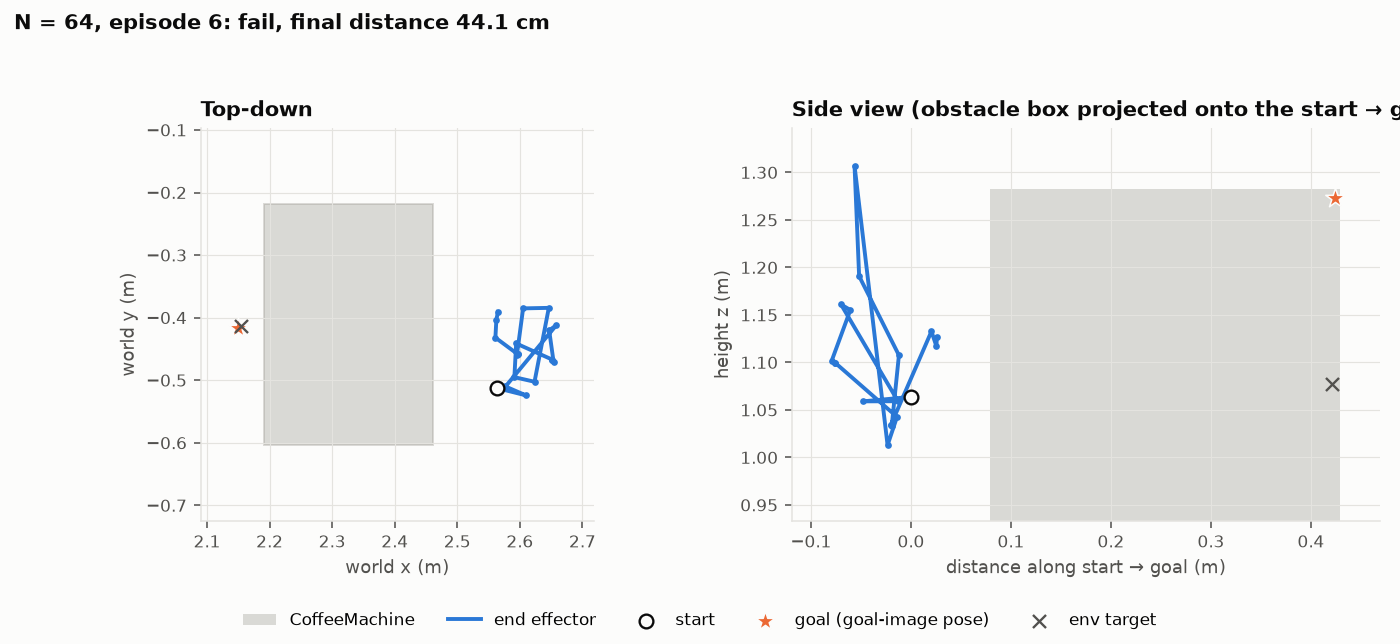 N = 64, episode 6: fail, final distance 44.1 cm
Top-down
Side view (obstacle box projected onto the start → g
−0.1
−0.2
−0.3
−0.4
−0.5
−0.6
−0.7
world y (m)
2.1 2.2 2.3 2.4 2.5 2.6 2.7
world x (m)
1.30
1.25
1.20
1.15
1.10
1.05
1.00
0.95
height z (m)
−0.1 0.0 0.1 0.2 0.3 0.4
distance along start → goal (m)
CoffeeMachine end effector start goal (goal-image pose) env target